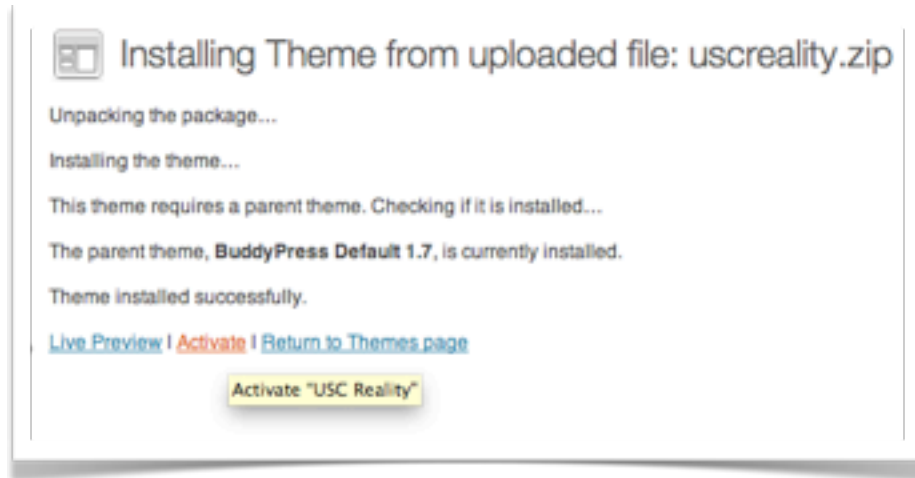 Installing Theme from uploaded file: uscreality.zip
Unpacking the package...
Installing the theme...
This theme requires a parent theme. Checking if it is installed...
The parent theme, BuddyPress Default 1.7, is currently installed.
Theme installed successfully.
Live Preview | Activate | Return to Themes page
Activate "USC Reality"